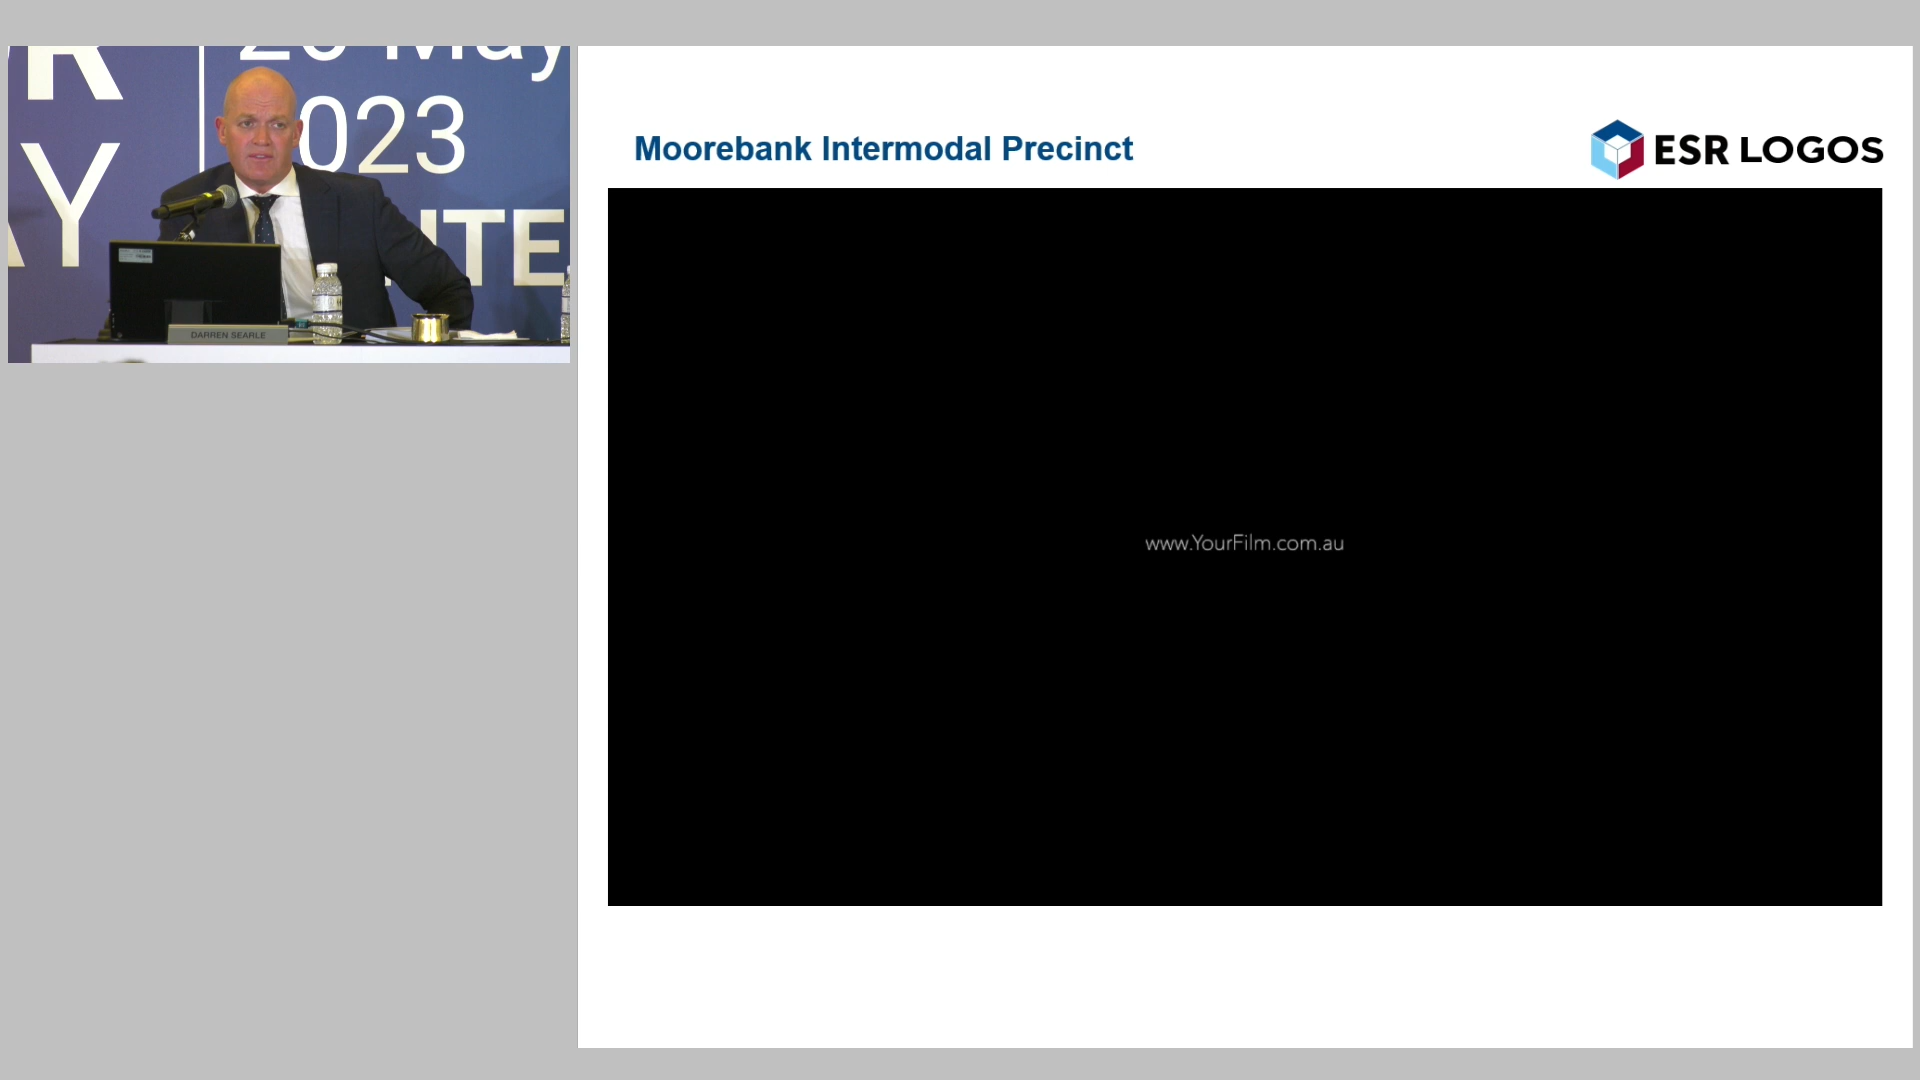 2023
DARREN SEARLE
Moorebank Intermodal Precinct
ESR LOGOS
www.YourFilm.com.au